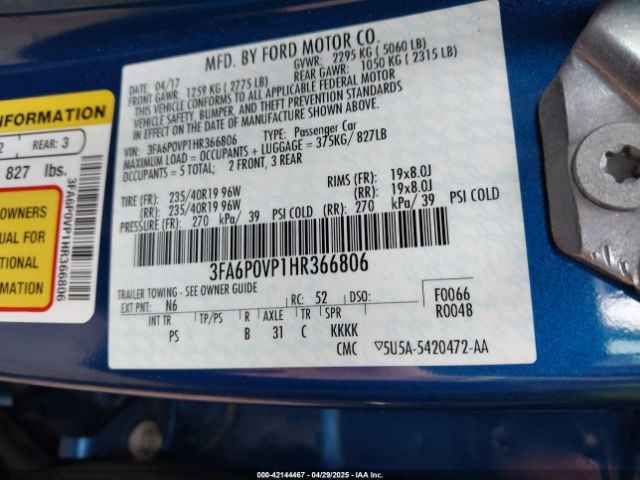 MFD. BY FORD MOTOR CO.
DATE: 04/17 GVWR: 2295 KG ( 5060 LB)
FRONT GAWR: 1259 KG ( 2775 LB) REAR GAWR: 1050 KG ( 2315 LB)
THIS VEHICLE CONFORMS TO ALL APPLICABLE FEDERAL MOTOR
VEHICLE SAFETY, BUMPER, AND THEFT PREVENTION STANDARDS
IN EFFECT ON THE DATE OF MANUFACTURE SHOWN ABOVE.
VIN: 3FA6P0VP1HR366806 TYPE: Passenger Car
MAXIMUM LOAD = OCCUPANTS + LUGGAGE = 375KG/ 827LB
OCCUPANTS = 5 TOTAL; 2 FRONT, 3 REAR
TIRE (FR): 235/40R19 96W RIMS (FR): 19x8.0J
(RR): 235/40R19 96W (RR): 19x8.0J
PRESSURE (FR): 270 kPa/ 39 PSI COLD (RR): 270 kPa/ 39 PSI COLD
3FA6P0VP1HR366806
TRAILER TOWING - SEE OWNER GUIDE
EXT PNT: N6 RC: 52 DSO:
F0066
R0048
INT TR TP/PS R AXLE TR SPR
PS B 31 C KKKK
CMC ▽5U5A-5420472-AA
INFORMATION
2 REAR: 3
827 lbs.
OWNERS
MANUAL FOR
ADDITIONAL
INFORMATION
3FA6P0VP1HR366806
000-42144467 - 04/29/2025 - IAA Inc.